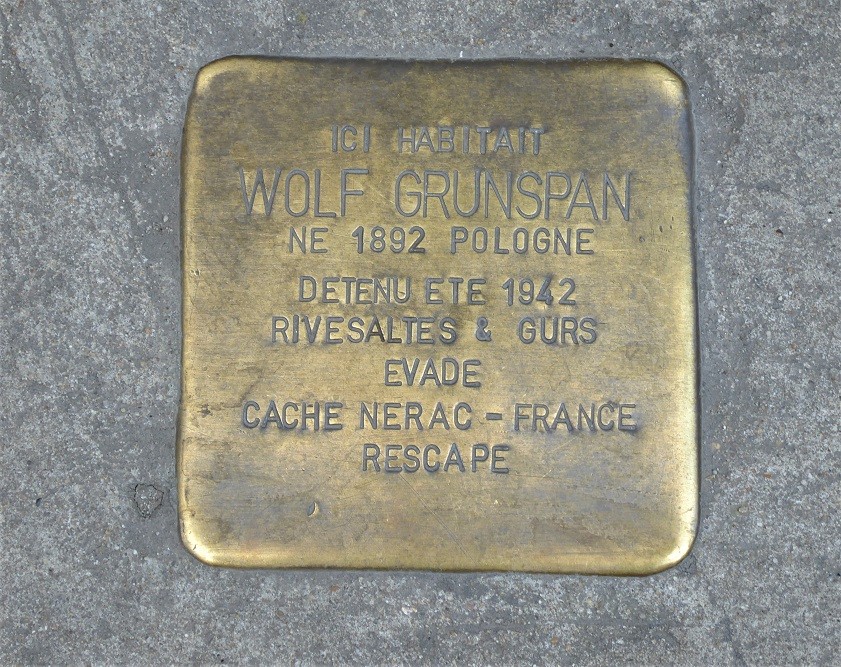 ICI HABITAIT
WOLF GRUNSPAN
NE 1892 POLOGNE
DETENU ETE 1942
RIVESALTES & GURS
EVADE
CACHE NERAC - FRANCE
RESCAPE